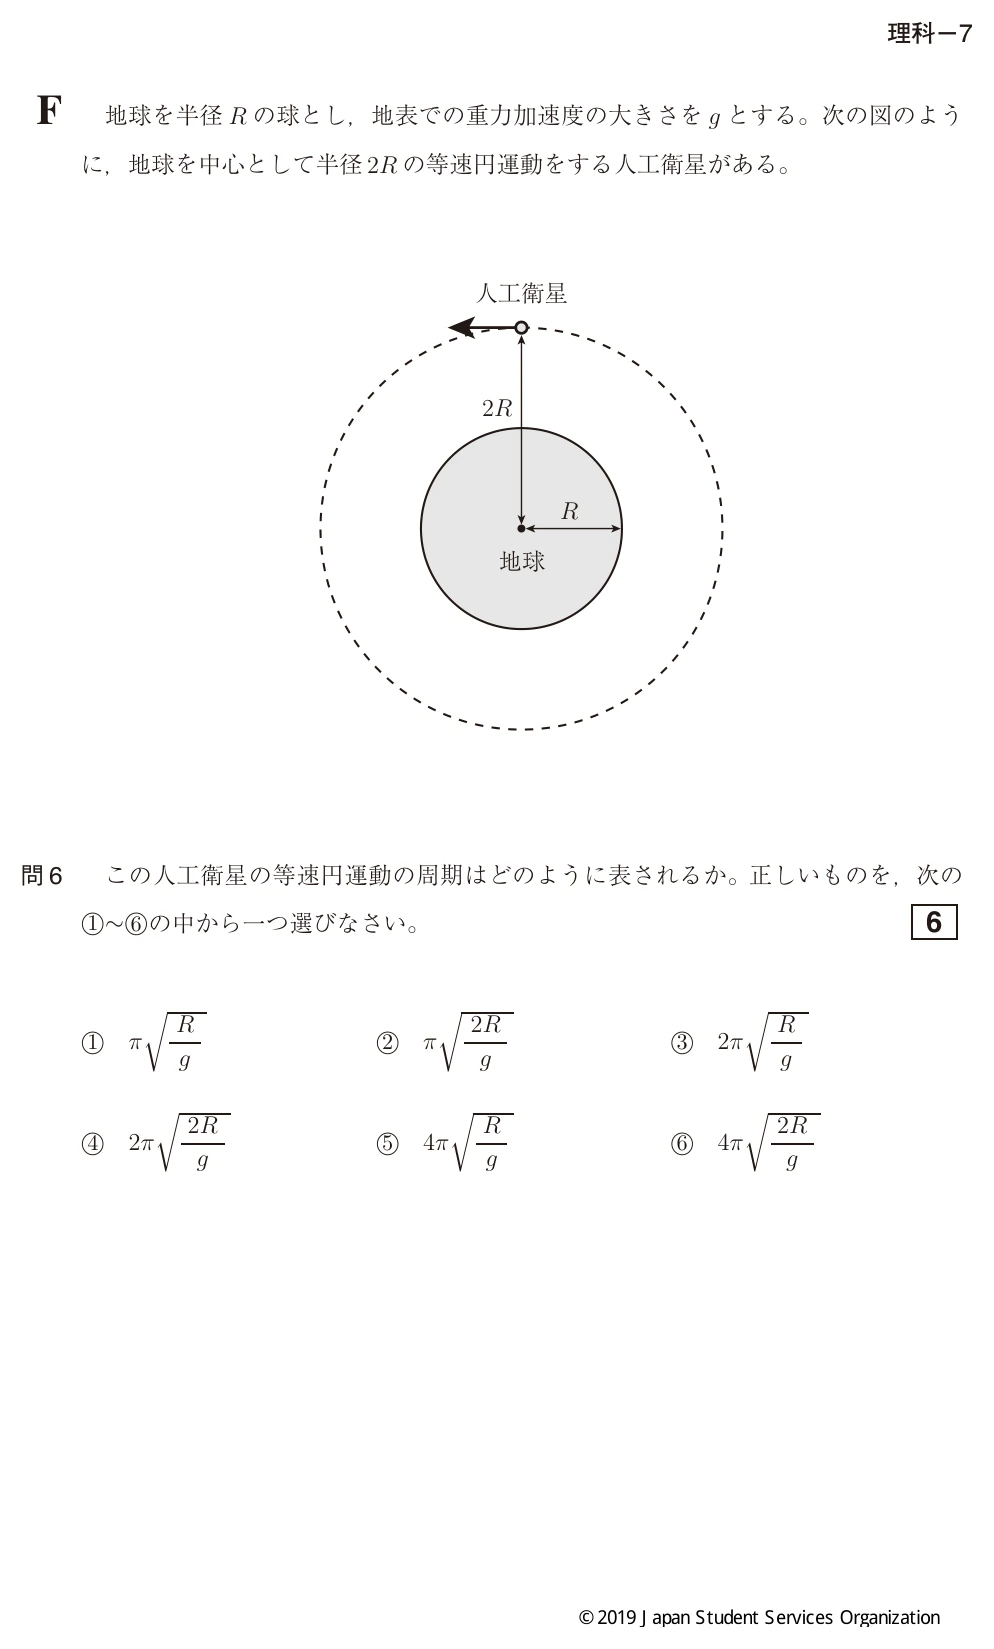 理科－7
F 地球を半径 R の球とし，地表での重力加速度の大きさを g とする。次の図のよう
に，地球を中心として半径 2R の等速円運動をする人工衛星がある。
人工衛星
2R
R
地球
問 6 この人工衛星の等速円運動の周期はどのように表されるか。正しいものを，次の
①～⑥の中から一つ選びなさい。 6
① π√(R/g) ② π√(2R/g) ③ 2π√(R/g)
④ 2π√(2R/g) ⑤ 4π√(R/g) ⑥ 4π√(2R/g)
© 2019 Japan Student Services Organization